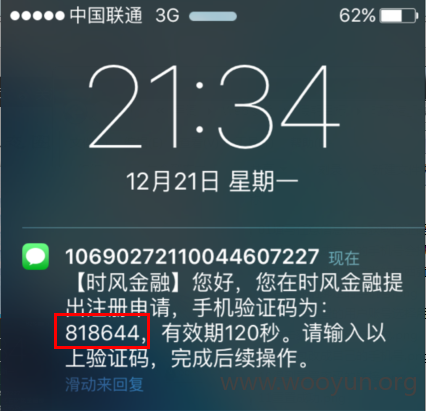 中国联通 3G 62%
21:34
12月21日 星期一
10690272110044607227 现在
【时风金融】您好，您在时风金融提
出注册申请，手机验证码为：
818644，有效期120秒。请输入以
上验证码，完成后续操作。
滑动来回复
www.wooyun.org